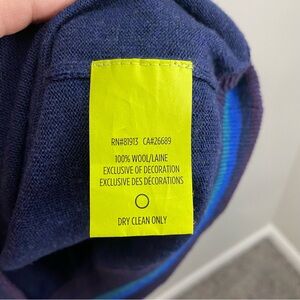 RN#81913 CA#26689
100% WOOL/LAINE
EXCLUSIVE OF DECORATION
EXCLUSIVE DES DÉCORATIONS
DRY CLEAN ONLY